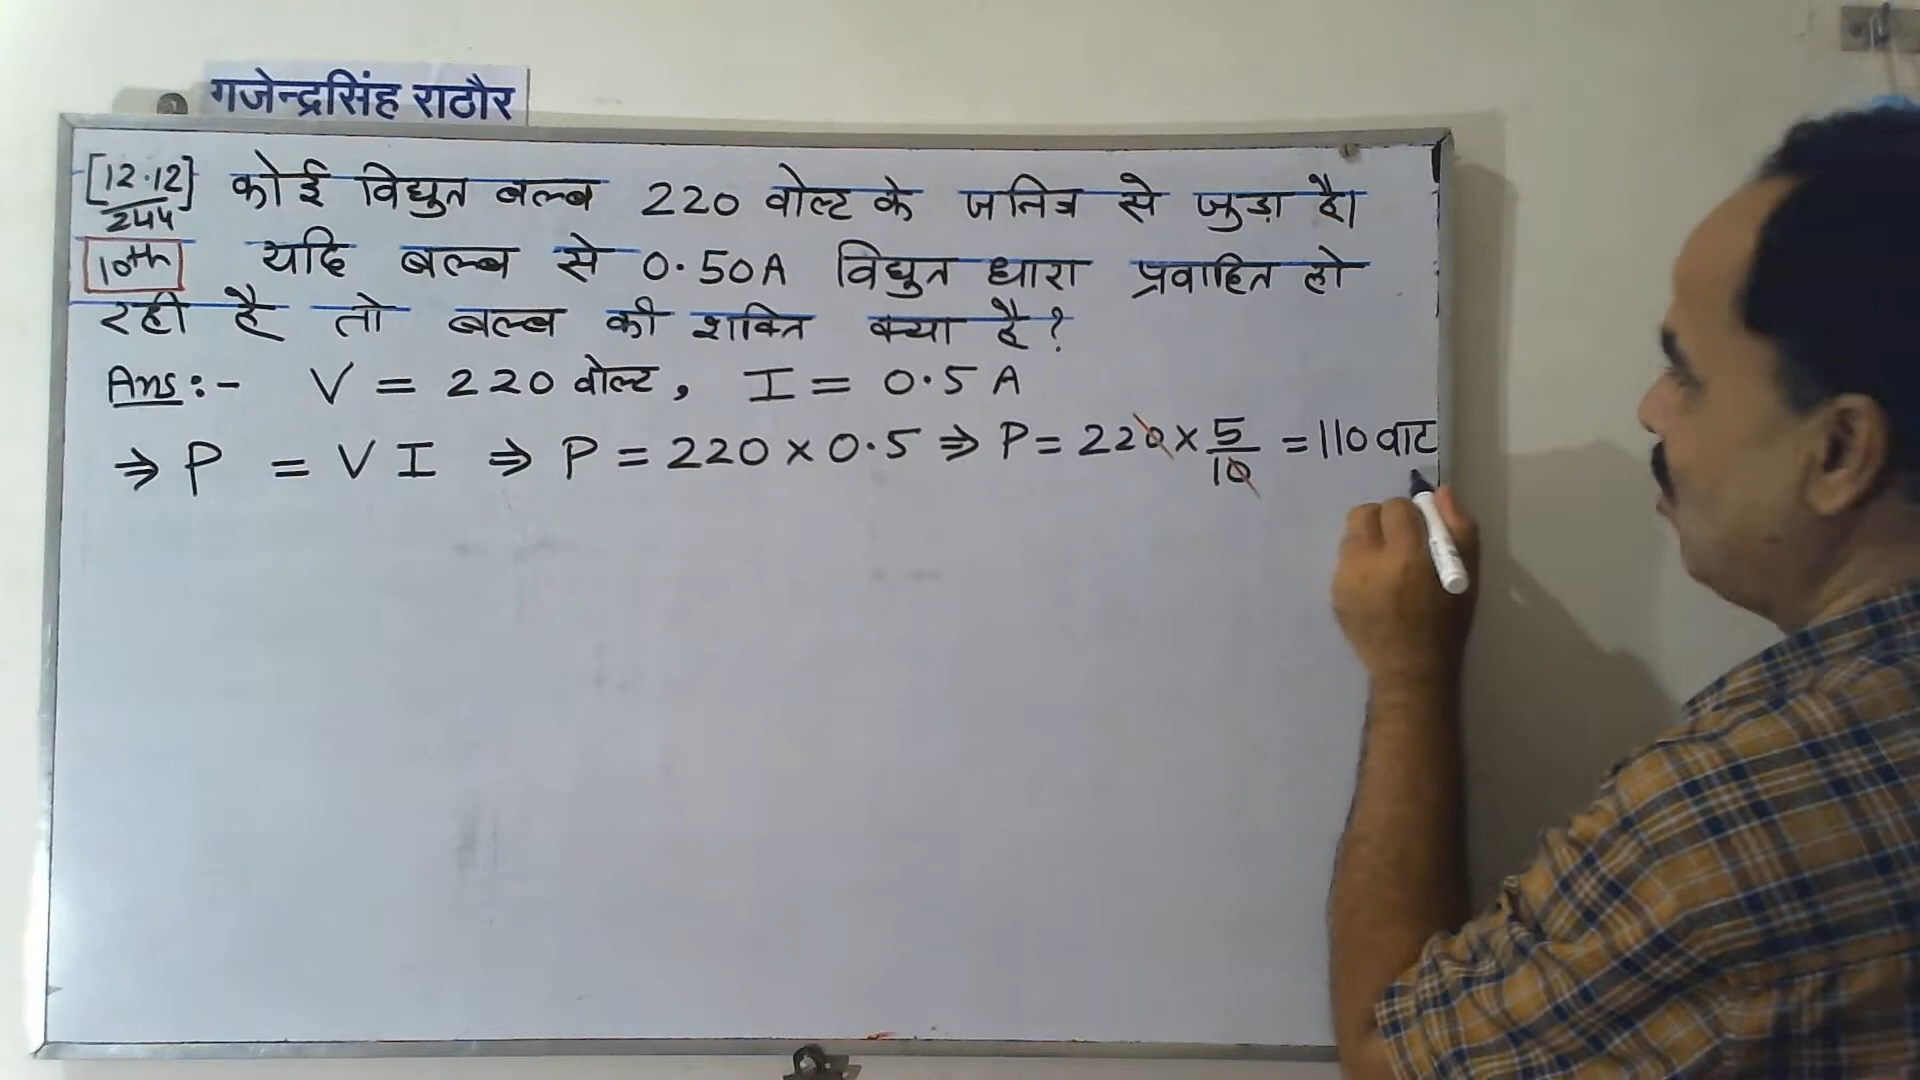 गजेन्द्रसिंह राठौर
[12.12/244] कोई विद्युत बल्ब 220 वोल्ट के जनित्र से जुड़ा है।
10th यदि बल्ब से 0.50A विद्युत धारा प्रवाहित हो
रही है तो बल्ब की शक्ति क्या है?
Ans:- V = 220 वोल्ट, I = 0.5 A
⇒ P = V I ⇒ P = 220 × 0.5 ⇒ P = 220 × 5/10 = 110 वाट